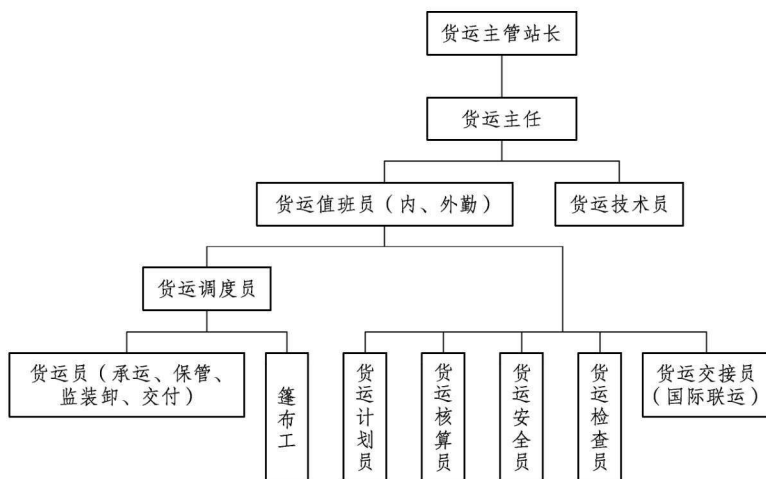 货运主管站长
货运主任
货运值班员（内、外勤）
货运技术员
货运调度员
货运员（承运、保管、
监装卸、交付）
篷布工
货运计划员
货运核算员
货运安全员
货运检查员
货运交接员
（国际联运）